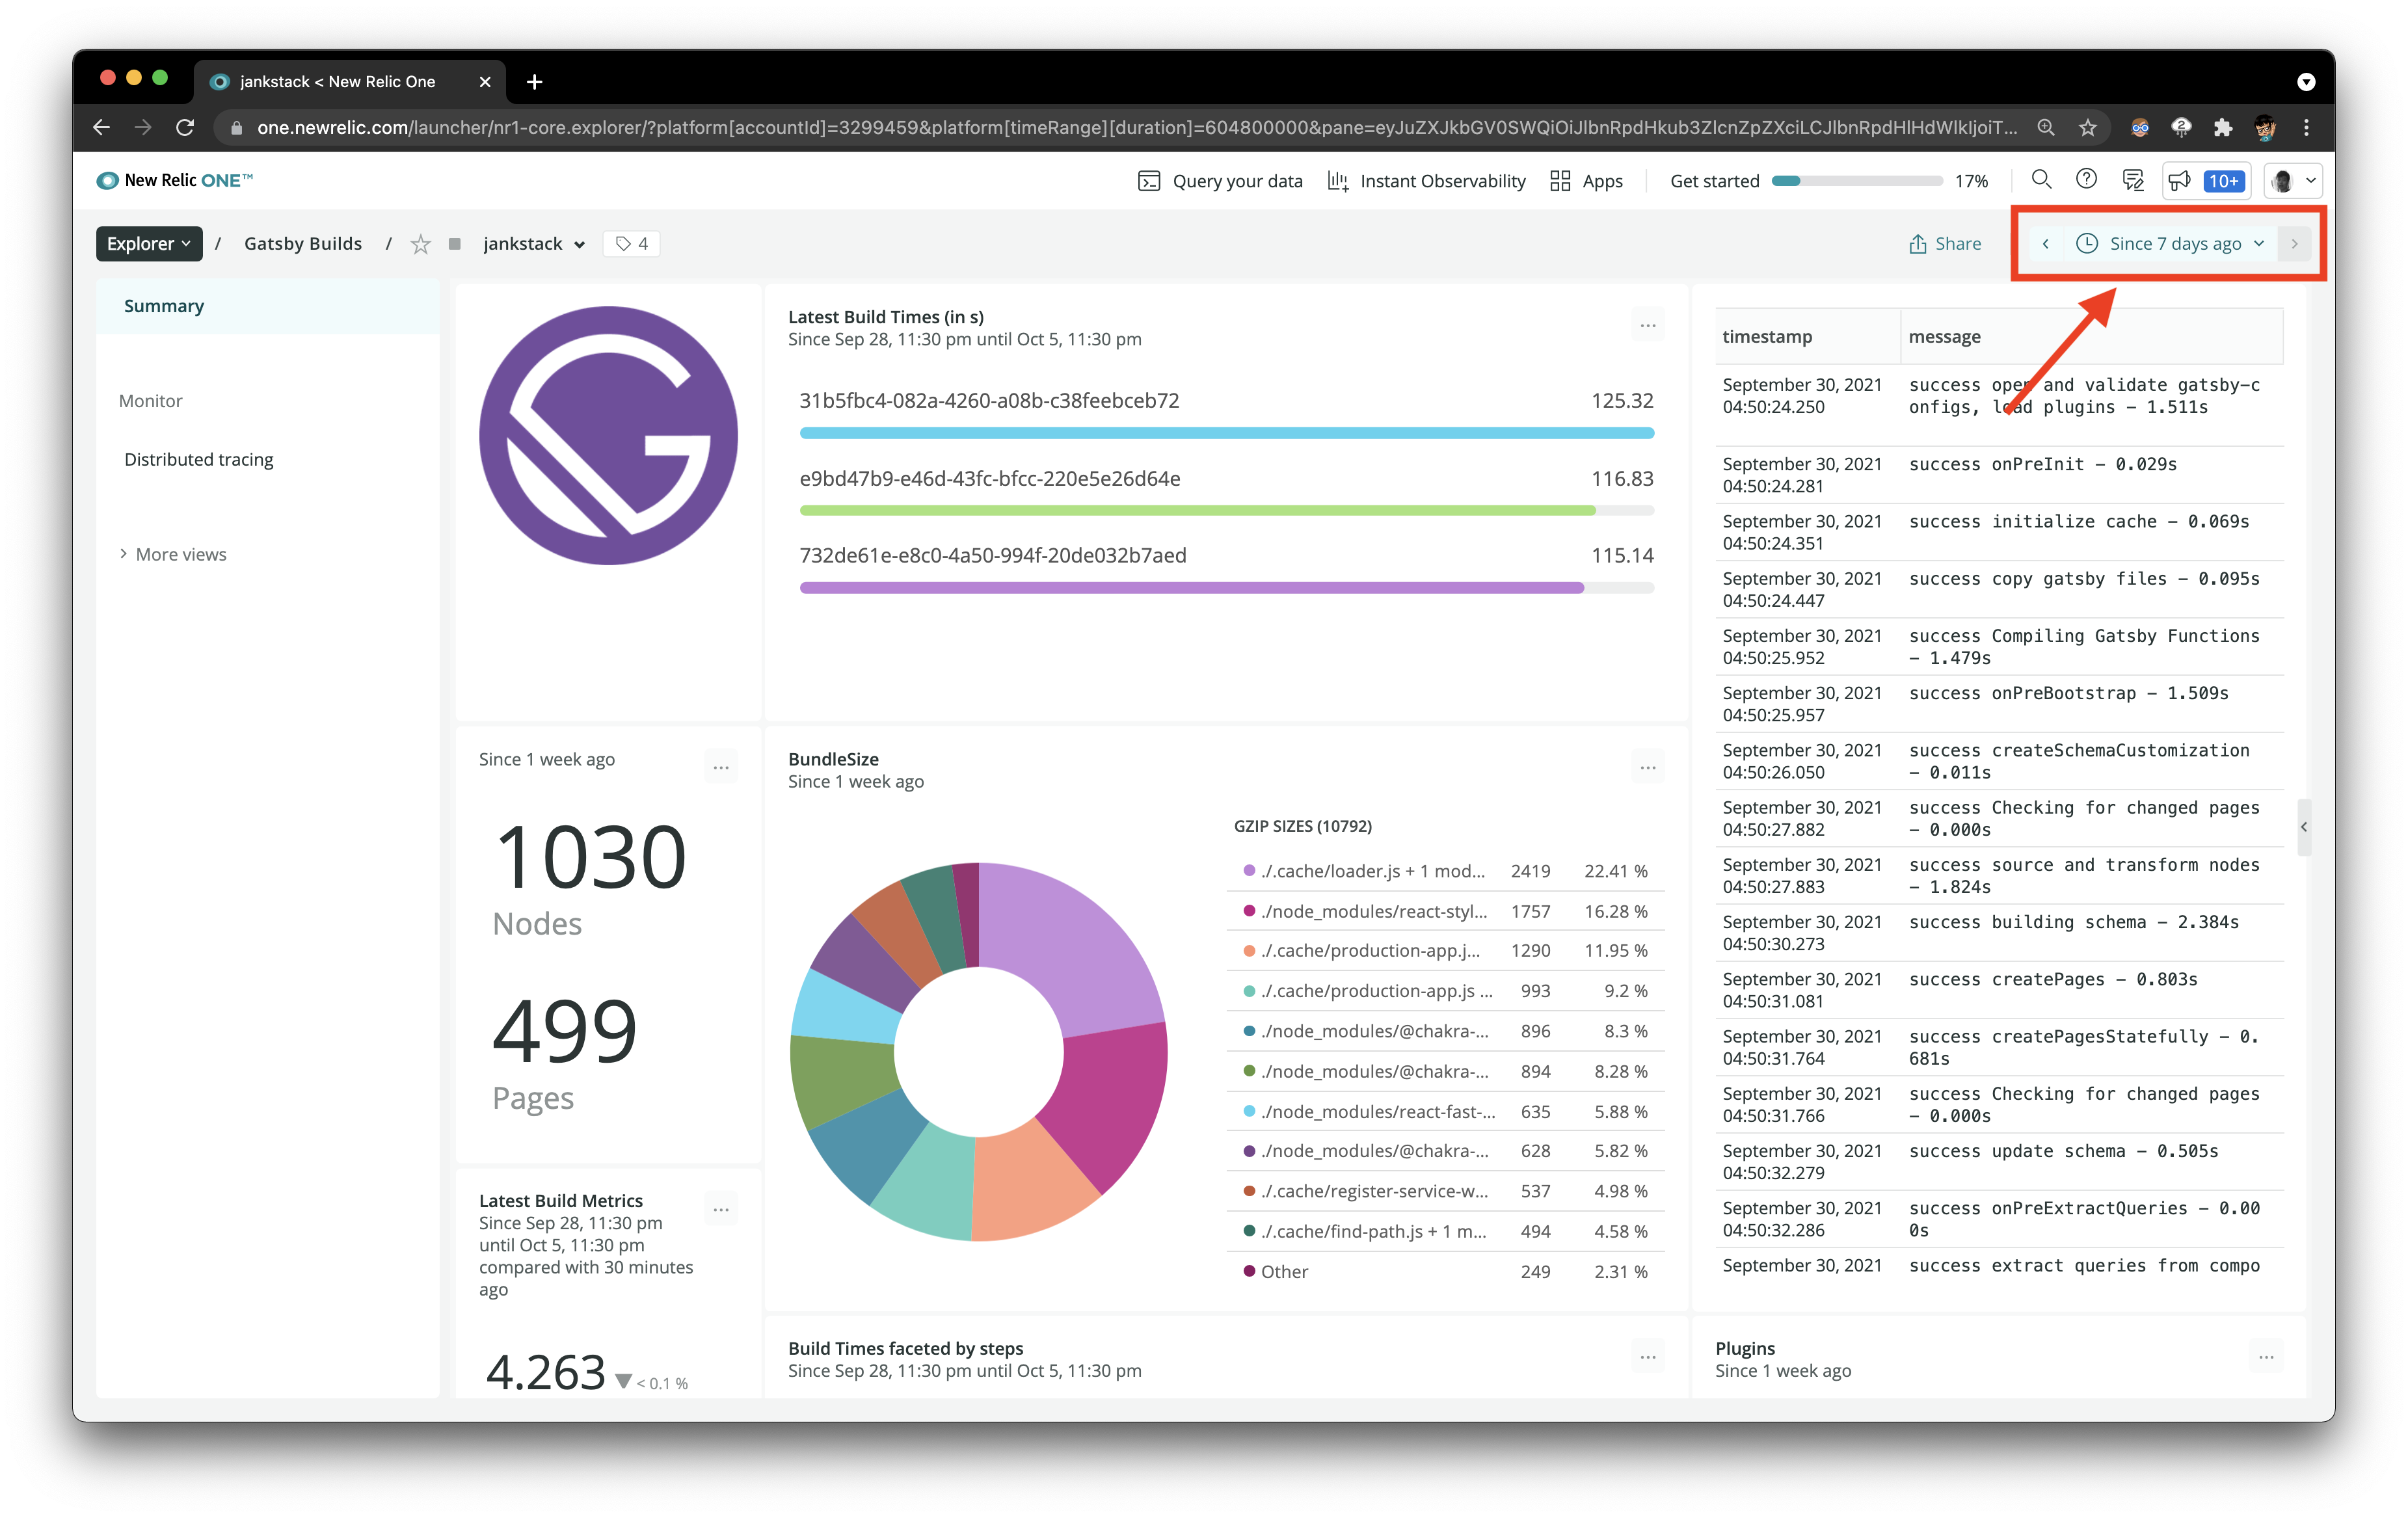 jankstack < New Relic One
one.newrelic.com/launcher/nr1-core.explorer/?platform[accountId]=3299459&platform[timeRange][duration]=604800000&pane=eyJuZXJkbGV0SWQiOiJlbnRpdHkub3ZlcnZpZXciLCJlbnRpdHlHdWlkIjoiT...
New Relic ONE™
Query your data
Instant Observability
Apps
Get started
17%
10+
Explorer / Gatsby Builds / jankstack
4
Share
Since 7 days ago
Summary
Monitor
Distributed tracing
More views
Latest Build Times (in s)
Since Sep 28, 11:30 pm until Oct 5, 11:30 pm
31b5fbc4-082a-4260-a08b-c38feebceb72 125.32
e9bd47b9-e46d-43fc-bfcc-220e5e26d64e 116.83
732de61e-e8c0-4a50-994f-20de032b7aed 115.14
Since 1 week ago
1030
Nodes
499
Pages
Latest Build Metrics
Since Sep 28, 11:30 pm
until Oct 5, 11:30 pm
compared with 30 minutes
ago
4.263 < 0.1 %
BundleSize
Since 1 week ago
GZIP SIZES (10792)
./.cache/loader.js + 1 mod... 2419 22.41 %
./node_modules/react-styl... 1757 16.28 %
./.cache/production-app.j... 1290 11.95 %
./.cache/production-app.js ... 993 9.2 %
./node_modules/@chakra-... 896 8.3 %
./node_modules/@chakra-... 894 8.28 %
./node_modules/react-fast-... 635 5.88 %
./node_modules/@chakra-... 628 5.82 %
./.cache/register-service-w... 537 4.98 %
./.cache/find-path.js + 1 m... 494 4.58 %
Other 249 2.31 %
Build Times faceted by steps
Since Sep 28, 11:30 pm until Oct 5, 11:30 pm
timestamp message
September 30, 2021 success open and validate gatsby-c
04:50:24.250 onfigs, load plugins – 1.511s
September 30, 2021 success onPreInit – 0.029s
04:50:24.281
September 30, 2021 success initialize cache – 0.069s
04:50:24.351
September 30, 2021 success copy gatsby files – 0.095s
04:50:24.447
September 30, 2021 success Compiling Gatsby Functions
04:50:25.952 – 1.479s
September 30, 2021 success onPreBootstrap – 1.509s
04:50:25.957
September 30, 2021 success createSchemaCustomization
04:50:26.050 – 0.011s
September 30, 2021 success Checking for changed pages
04:50:27.882 – 0.000s
September 30, 2021 success source and transform nodes
04:50:27.883 – 1.824s
September 30, 2021 success building schema – 2.384s
04:50:30.273
September 30, 2021 success createPages – 0.803s
04:50:31.081
September 30, 2021 success createPagesStatefully – 0.
04:50:31.764 681s
September 30, 2021 success Checking for changed pages
04:50:31.766 – 0.000s
September 30, 2021 success update schema – 0.505s
04:50:32.279
September 30, 2021 success onPreExtractQueries – 0.00
04:50:32.286 0s
September 30, 2021 success extract queries from compo
Plugins
Since 1 week ago